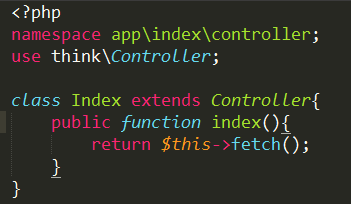 <?php
namespace app\index\controller;
use think\Controller;
class Index extends Controller{
    public function index(){
        return $this->fetch();
    }
}